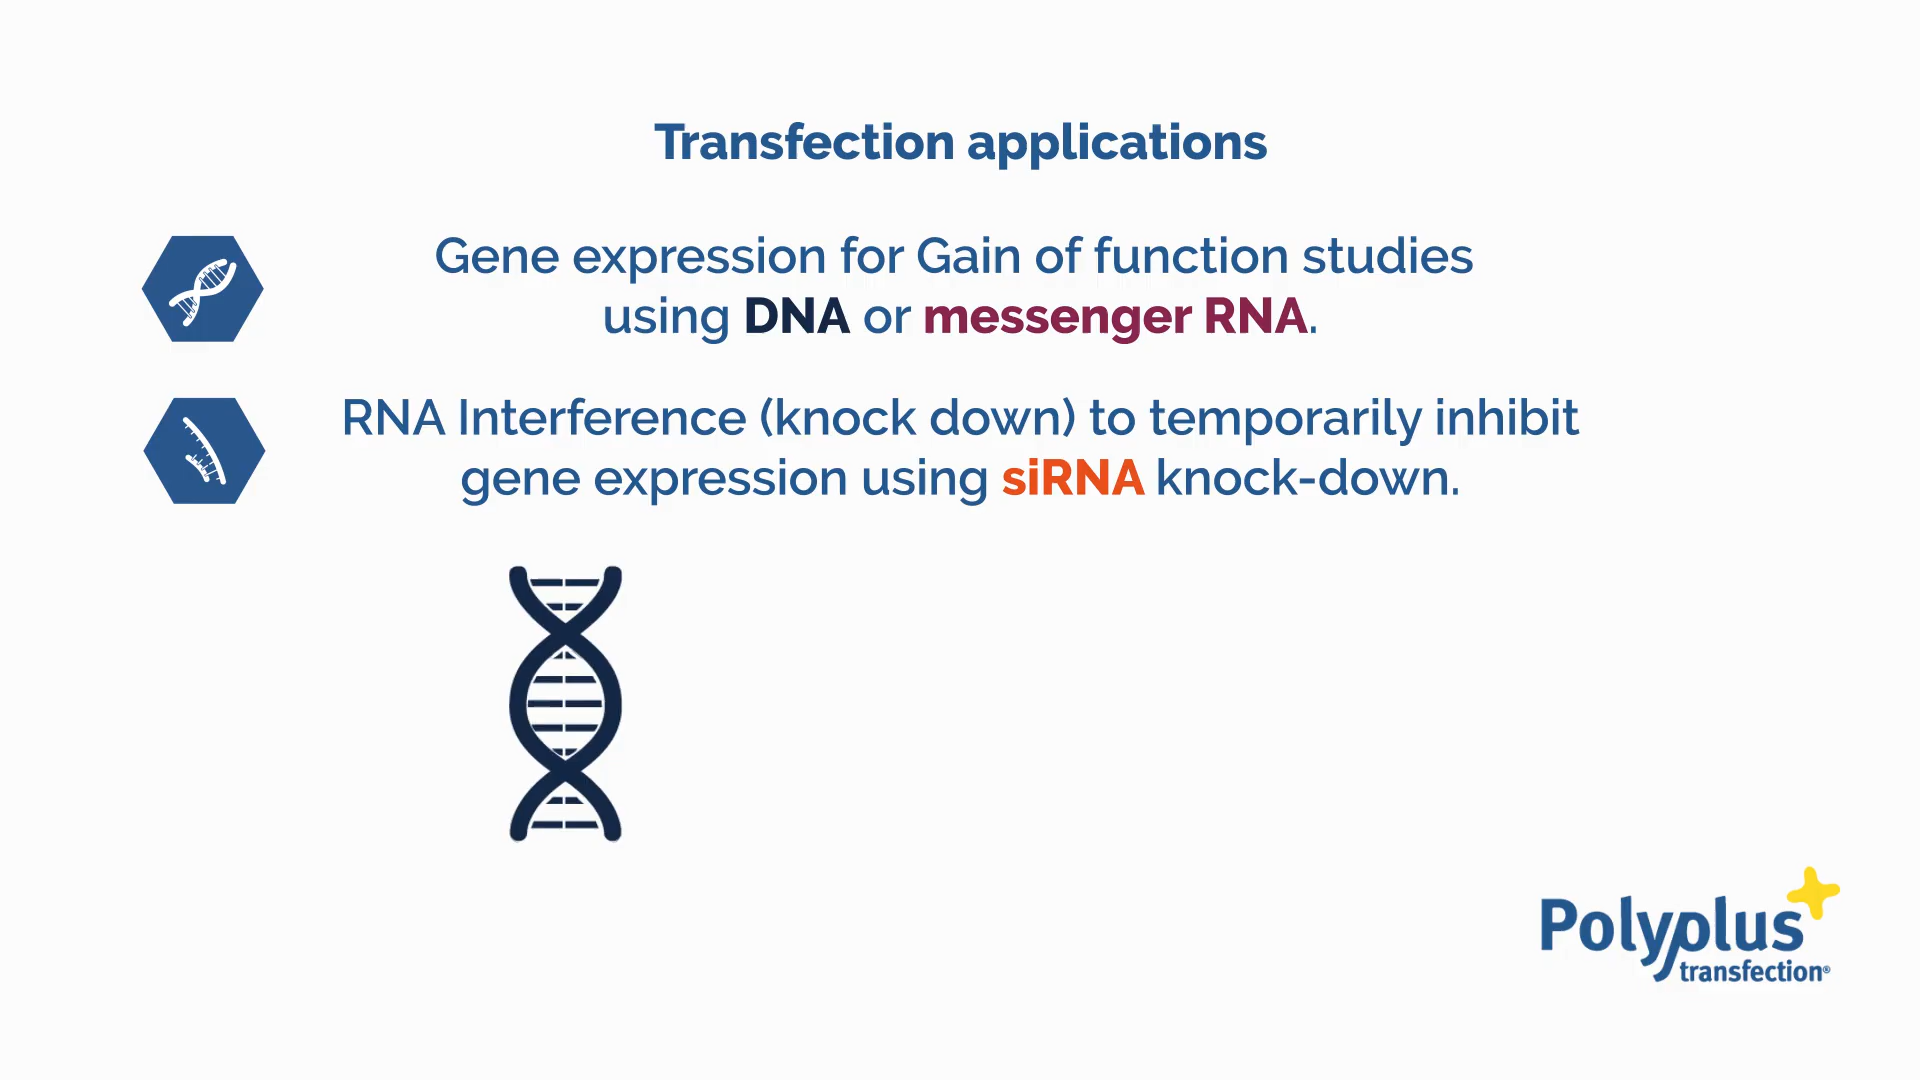 Transfection applications
Gene expression for Gain of function studies
using DNA or messenger RNA.
RNA Interference (knock down) to temporarily inhibit
gene expression using siRNA knock-down.
Polyplus
transfection®